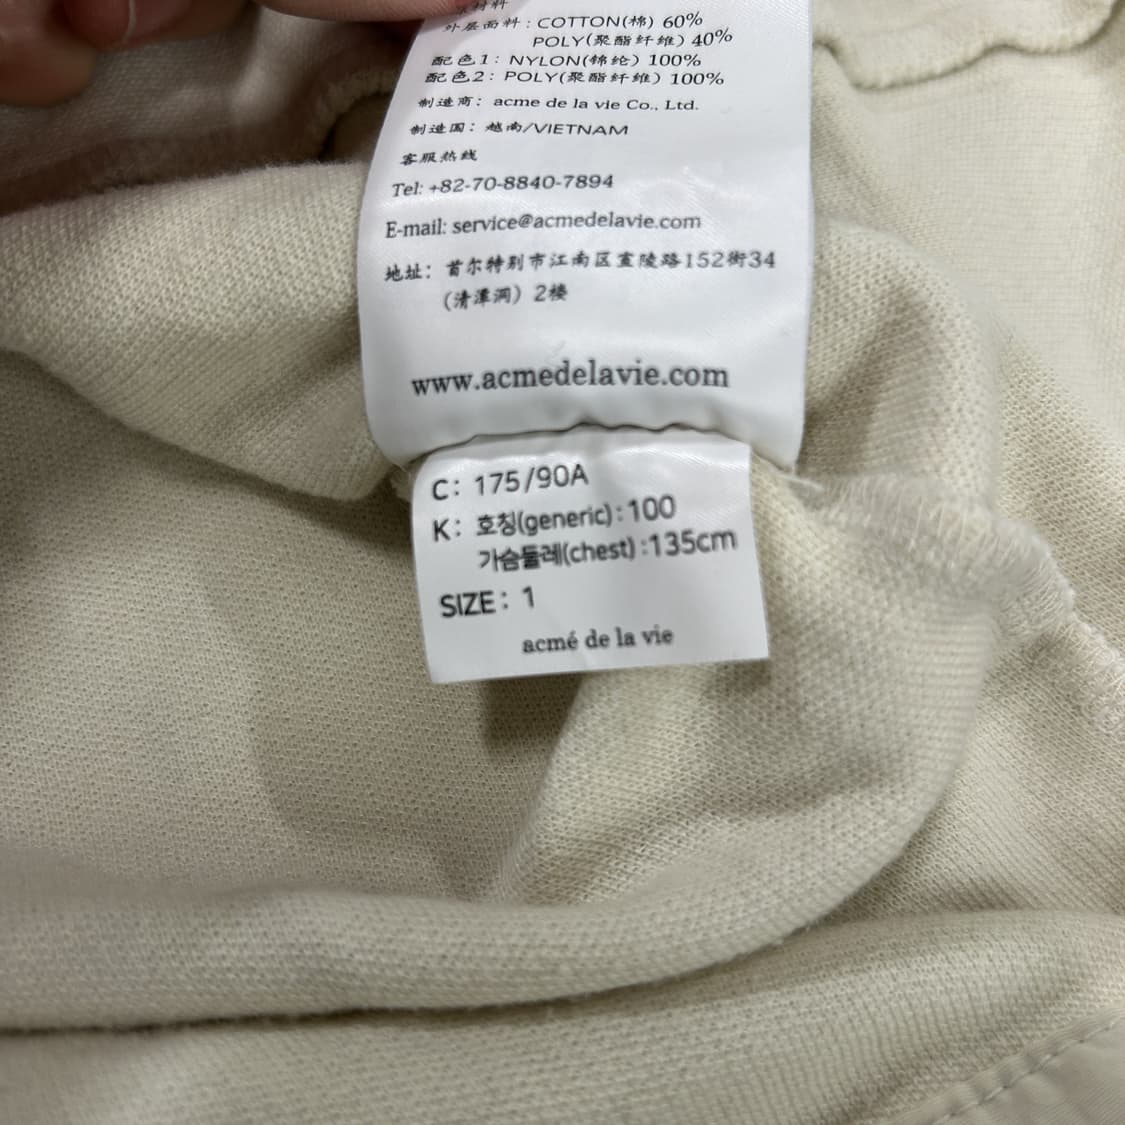 原材料
外层面料：COTTON(棉) 60%
POLY(聚酯纤维) 40%
配色1：NYLON(锦纶) 100%
配色2：POLY(聚酯纤维) 100%
制造商：acme de la vie Co., Ltd.
制造国：越南/VIETNAM
客服热线
Tel: +82-70-8840-7894
E-mail: service@acmedelavie.com
地址：首尔特别市江南区宣陵路152街34
(清潭洞) 2楼
www.acmedelavie.com
C: 175/90A
K: 호칭(generic):100
가슴둘레(chest):135cm
SIZE: 1
acmé de la vie